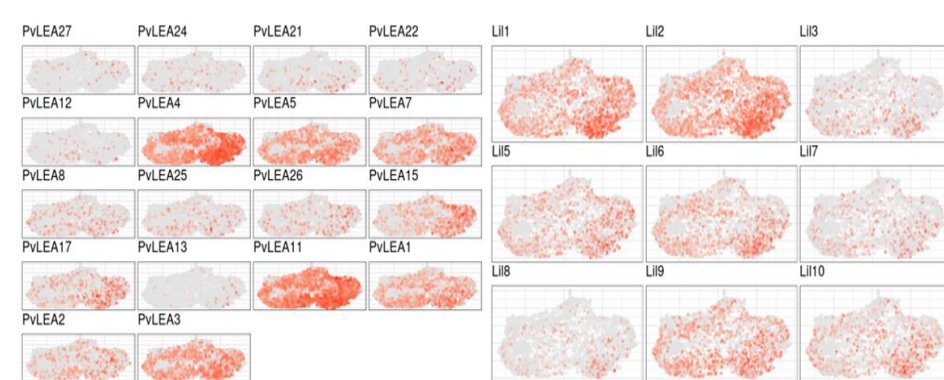 PvLEA27 PvLEA24 PvLEA21 PvLEA22
PvLEA12 PvLEA4 PvLEA5 PvLEA7
PvLEA8 PvLEA25 PvLEA26 PvLEA15
PvLEA17 PvLEA13 PvLEA11 PvLEA1
PvLEA2 PvLEA3
Lil1 Lil2 Lil3
Lil5 Lil6 Lil7
Lil8 Lil9 Lil10